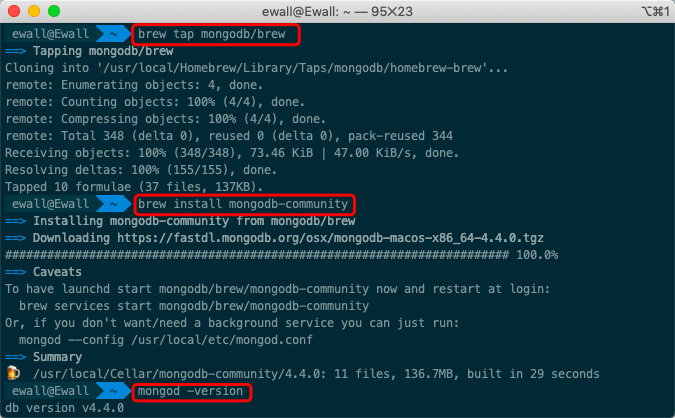 ewall@Ewall: ~ — 95×23 ⌥⌘1
ewall@Ewall ~ brew tap mongodb/brew
==> Tapping mongodb/brew
Cloning into '/usr/local/Homebrew/Library/Taps/mongodb/homebrew-brew'...
remote: Enumerating objects: 4, done.
remote: Counting objects: 100% (4/4), done.
remote: Compressing objects: 100% (4/4), done.
remote: Total 348 (delta 0), reused 0 (delta 0), pack-reused 344
Receiving objects: 100% (348/348), 73.46 KiB | 47.00 KiB/s, done.
Resolving deltas: 100% (155/155), done.
Tapped 10 formulae (37 files, 137KB).
ewall@Ewall ~ brew install mongodb-community
==> Installing mongodb-community from mongodb/brew
==> Downloading https://fastdl.mongodb.org/osx/mongodb-macos-x86_64-4.4.0.tgz
######################################################################## 100.0%
==> Caveats
To have launchd start mongodb/brew/mongodb-community now and restart at login:
  brew services start mongodb/brew/mongodb-community
Or, if you don't want/need a background service you can just run:
  mongod --config /usr/local/etc/mongod.conf
==> Summary
🍺  /usr/local/Cellar/mongodb-community/4.4.0: 11 files, 136.7MB, built in 29 seconds
ewall@Ewall ~ mongod -version
db version v4.4.0